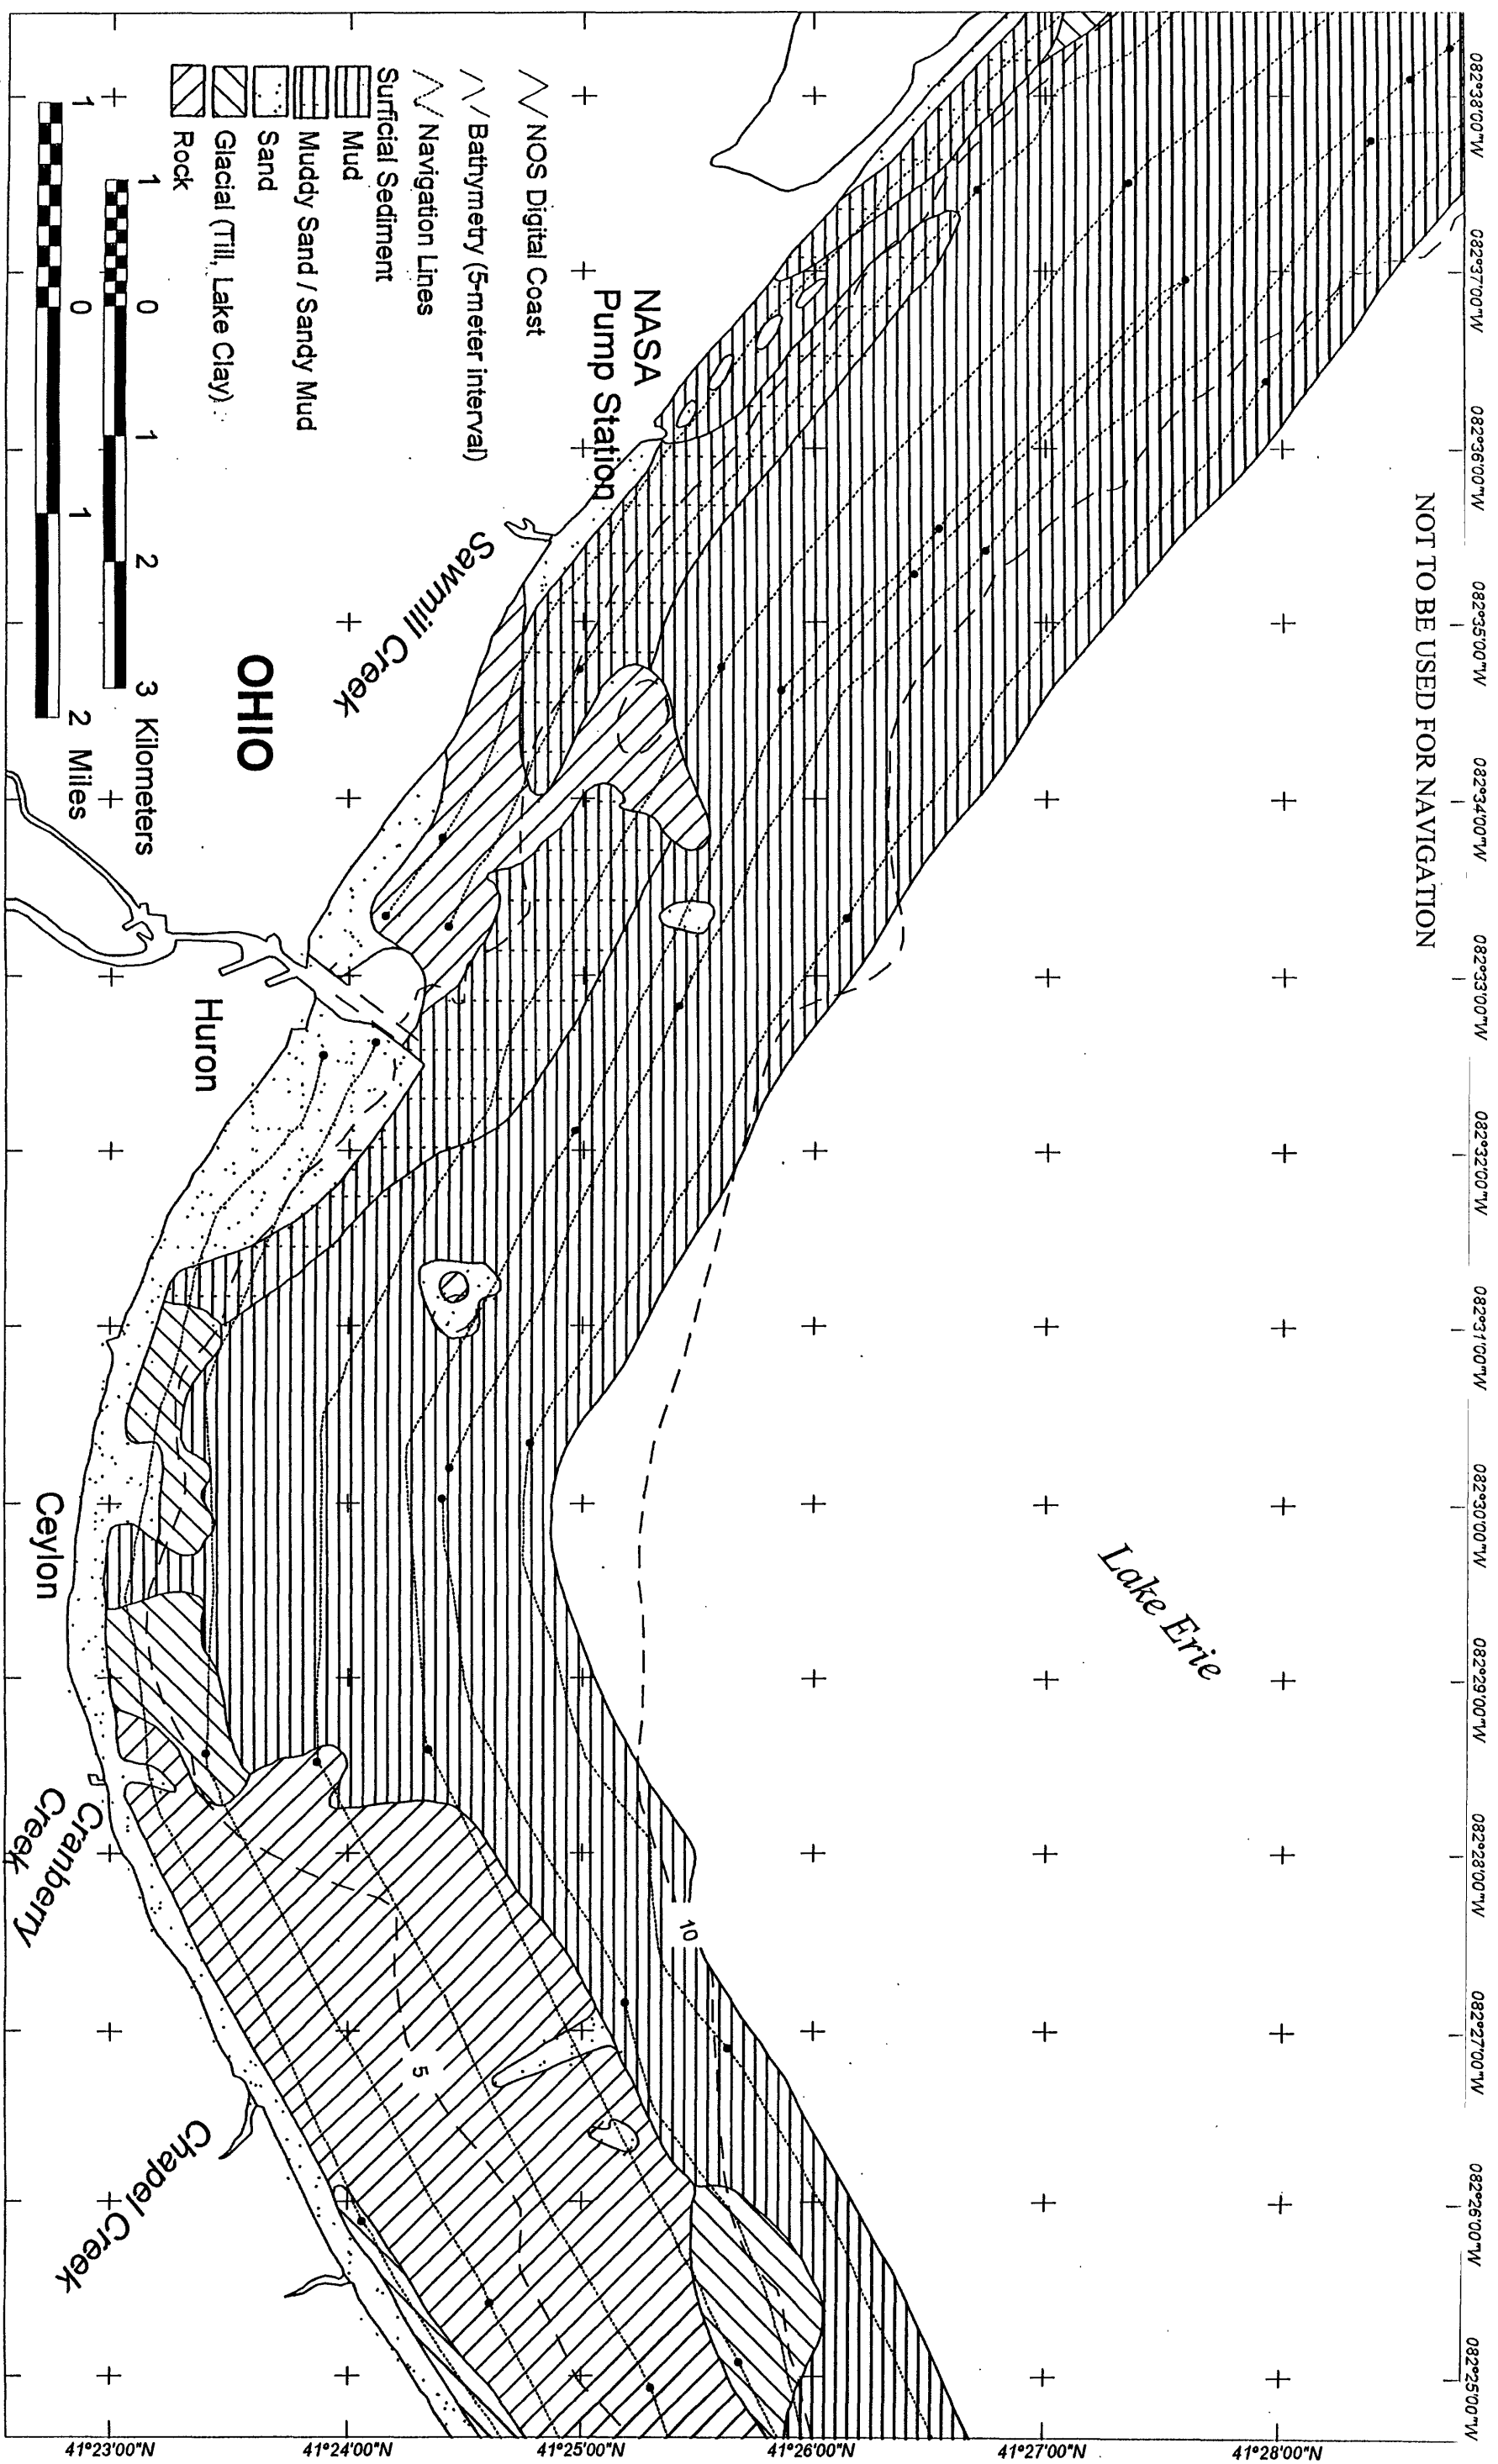 NOT TO BE USED FOR NAVIGATION
082°38'00"W
082°37'00"W
082°36'00"W
082°35'00"W
082°34'00"W
082°33'00"W
082°32'00"W
082°31'00"W
082°30'00"W
082°29'00"W
082°28'00"W
082°27'00"W
082°26'00"W
082°25'00"W
41°28'00"N
41°27'00"N
41°26'00"N
41°25'00"N
41°24'00"N
41°23'00"N
Lake Erie
10
5
NASA
Pump Station
Sawmill Creek
OHIO
Huron
Ceylon
Cranberry
Creek
Chapel Creek
NOS Digital Coast
Bathymetry (5-meter interval)
Navigation Lines
Surficial Sediment
Mud
Muddy Sand / Sandy Mud
Sand
Glacial (Till, Lake Clay)
Rock
1 0 1 2 3 Kilometers
1 0 1 2 Miles